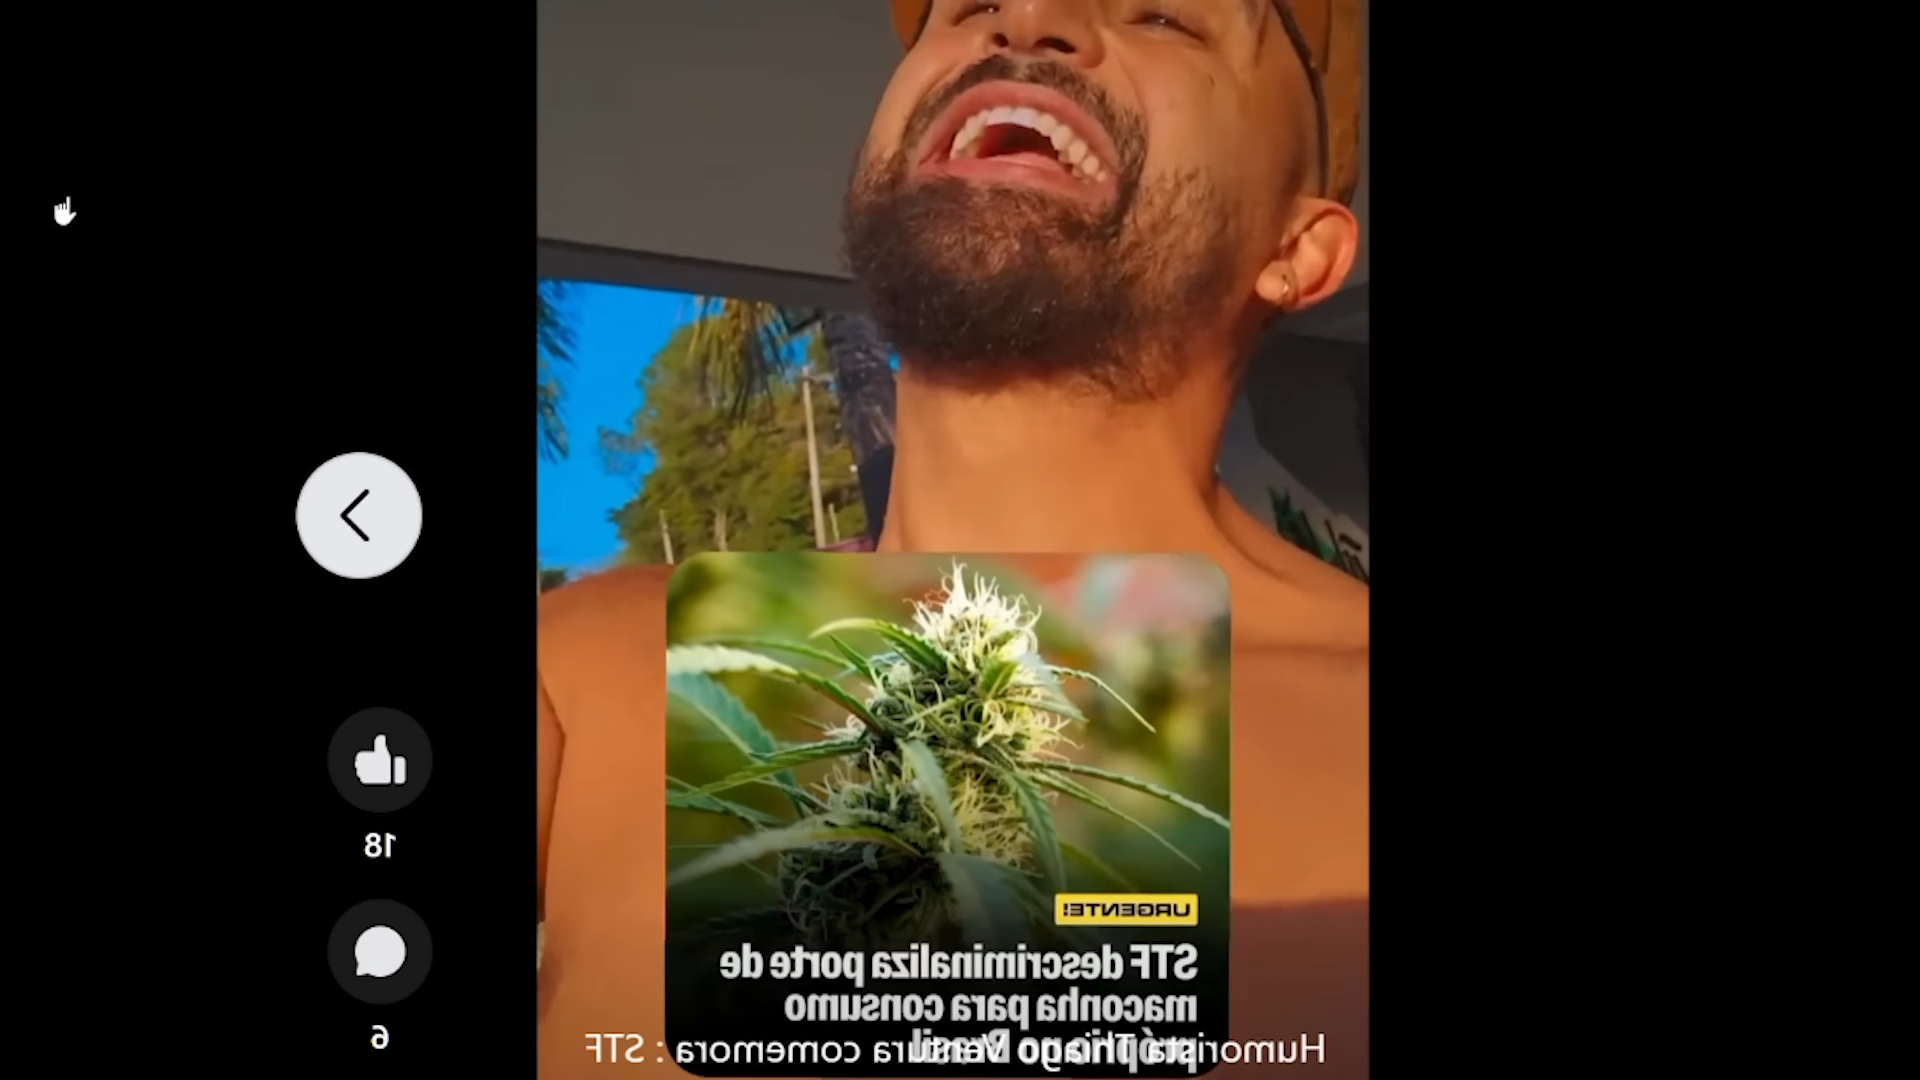 18
6
URGENTE!
STF descriminaliza porte de
maconha para consumo
próprio no Brasil
Humorista Thiago Ventura comemora : STF